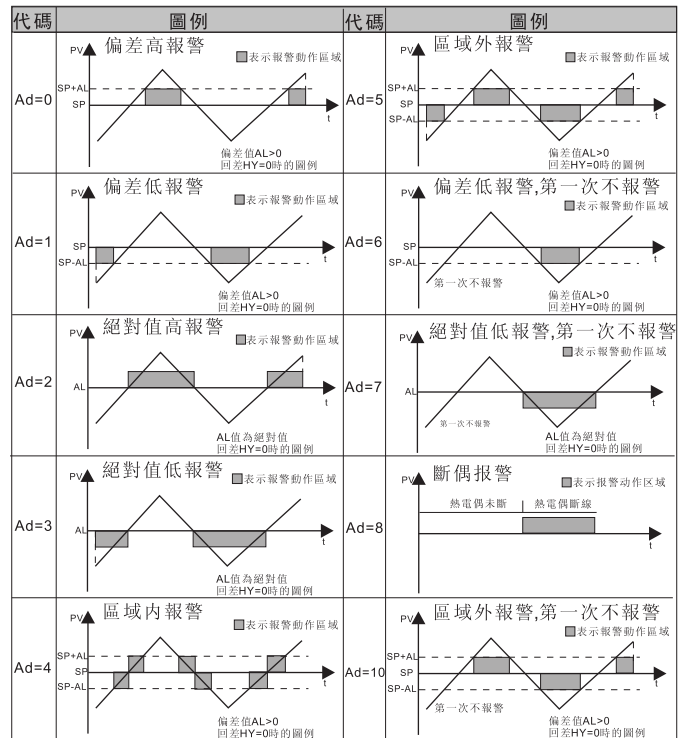 代碼 圖例 代碼 圖例
Ad=0
PV 偏差高報警
表示報警動作區域
SP+AL
SP
t
偏差值AL>0
回差HY=0時的圖例
Ad=5
PV 區域外報警
表示報警動作區域
SP+AL
SP
SP-AL
t
偏差值AL>0
回差HY=0時的圖例
Ad=1
PV 偏差低報警
表示報警動作區域
SP
SP-AL
t
偏差值AL>0
回差HY=0時的圖例
Ad=6
PV 偏差低報警,第一次不報警
表示報警動作區域
SP
SP-AL
t
第一次不報警
偏差值AL>0
回差HY=0時的圖例
Ad=2
PV 絕對值高報警
表示報警動作區域
AL
t
AL值為絕對值
回差HY=0時的圖例
Ad=7
PV 絕對值低報警,第一次不報警
表示報警動作區域
AL
t
第一次不報警
AL值為絕對值
回差HY=0時的圖例
Ad=3
PV 絕對值低報警
表示報警動作區域
AL
t
AL值為絕對值
回差HY=0時的圖例
Ad=8
PV 斷偶报警
表示报警动作区域
熱電偶未斷 熱電偶斷線
t
Ad=4
PV 區域内報警
表示報警動作區域
SP+AL
SP
SP-AL
t
偏差值AL>0
回差HY=0時的圖例
Ad=10
PV 區域外報警,第一次不報警
表示報警動作區域
SP+AL
SP
SP-AL
t
第一次不報警
偏差值AL>0
回差HY=0時的圖例